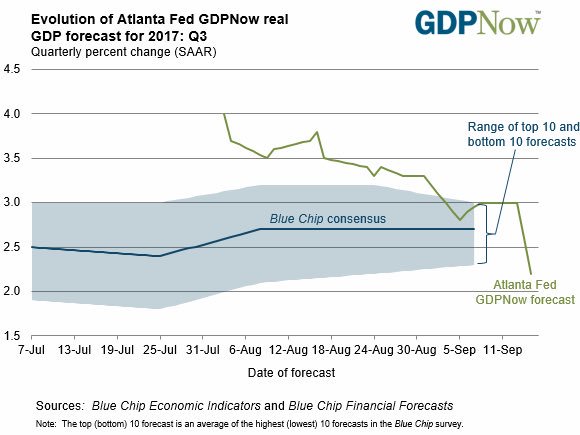 Evolution of Atlanta Fed GDPNow real
GDP forecast for 2017: Q3
Quarterly percent change (SAAR)
GDPNow™
4.5
4.0
3.5
3.0
2.5
2.0
1.5
Range of top 10 and
bottom 10 forecasts
Blue Chip consensus
Atlanta Fed
GDPNow forecast
7-Jul 13-Jul 19-Jul 25-Jul 31-Jul 6-Aug 12-Aug 18-Aug 24-Aug 30-Aug 5-Sep 11-Sep
Date of forecast
Sources: Blue Chip Economic Indicators and Blue Chip Financial Forecasts
Note: The top (bottom) 10 forecast is an average of the highest (lowest) 10 forecasts in the Blue Chip survey.